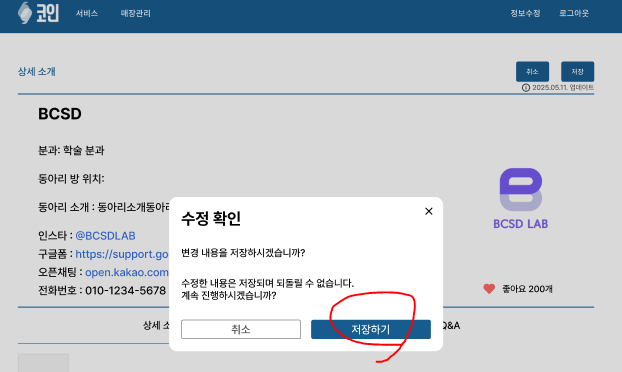 코인 서비스 매장관리 정보수정 로그아웃
상세 소개 취소 저장
2025.05.11. 업데이트
BCSD
분과: 학술 분과
동아리 방 위치:
동아리 소개 : 동아리소개동아리
인스타 : @BCSDLAB
구글폼 : https://support.go
오픈채팅 : open.kakao.com
전화번호 : 010-1234-5678
BCSD LAB
좋아요 200개
상세 소 Q&A
수정 확인
변경 내용을 저장하시겠습니까?
수정한 내용은 저장되며 되돌릴 수 없습니다.
계속 진행하시겠습니까?
취소 저장하기